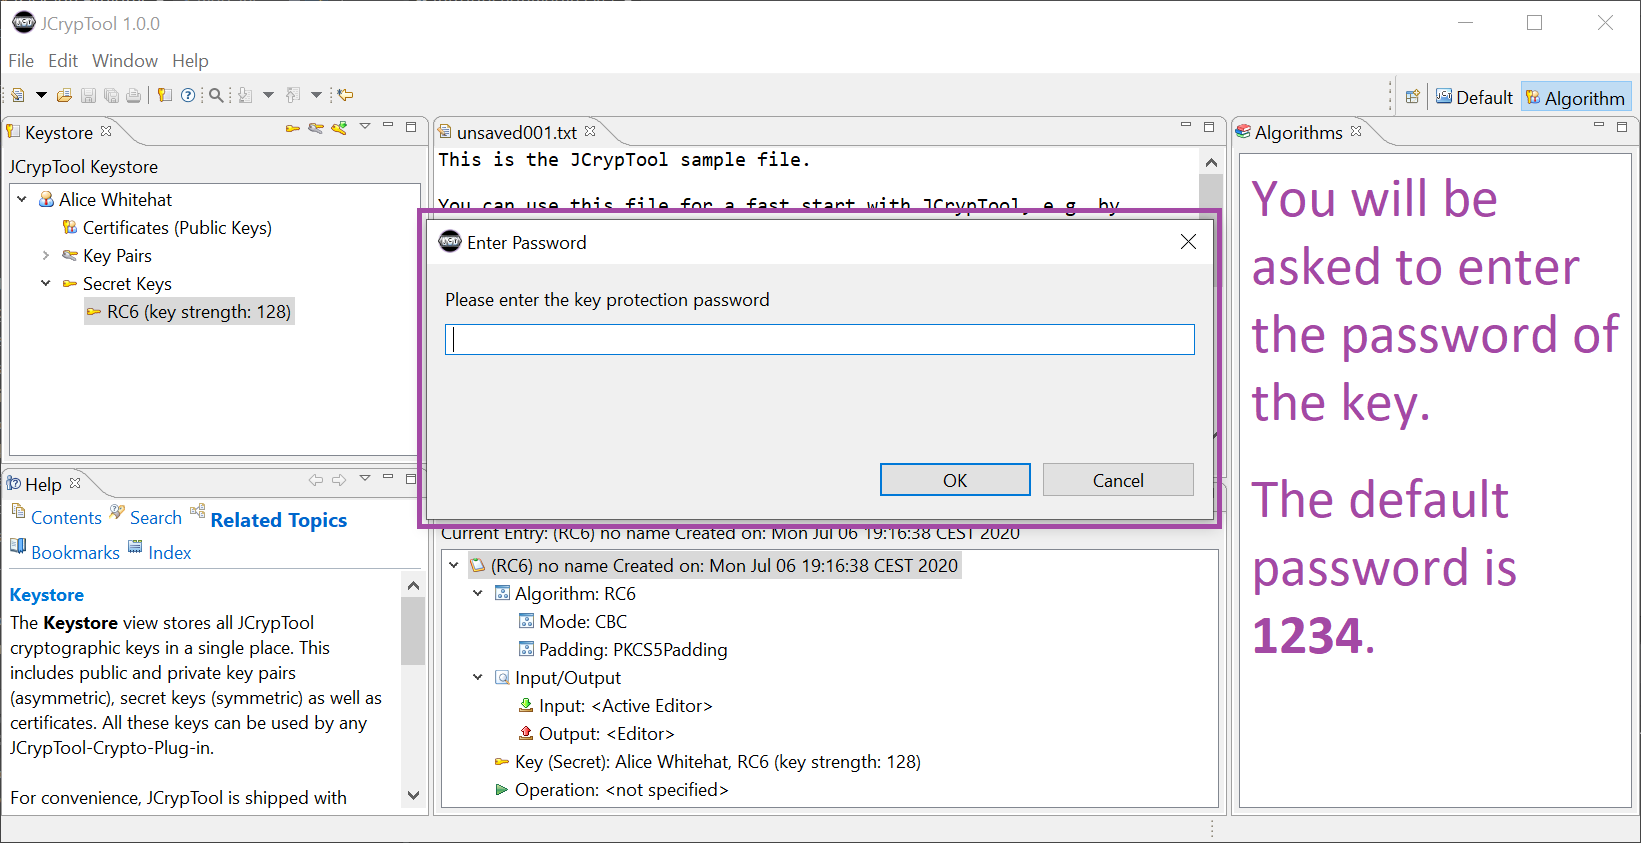 JCrypTool 1.0.0
File Edit Window Help
Default Algorithm
Keystore
JCrypTool Keystore
Alice Whitehat
Certificates (Public Keys)
Key Pairs
Secret Keys
RC6 (key strength: 128)
unsaved001.txt
This is the JCrypTool sample file.
You can use this file for a fast start with JCrypTool, e.g. by
Enter Password
Please enter the key protection password
OK Cancel
Algorithms
You will be
asked to enter
the password of
the key.
The default
password is
1234.
Help
Contents Search Related Topics
Bookmarks Index
Keystore
The Keystore view stores all JCrypTool
cryptographic keys in a single place. This
includes public and private key pairs
(asymmetric), secret keys (symmetric) as well as
certificates. All these keys can be used by any
JCrypTool-Crypto-Plug-in.
For convenience, JCrypTool is shipped with
Current Entry: (RC6) no name Created on: Mon Jul 06 19:16:38 CEST 2020
(RC6) no name Created on: Mon Jul 06 19:16:38 CEST 2020
Algorithm: RC6
Mode: CBC
Padding: PKCS5Padding
Input/Output
Input: <Active Editor>
Output: <Editor>
Key (Secret): Alice Whitehat, RC6 (key strength: 128)
Operation: <not specified>